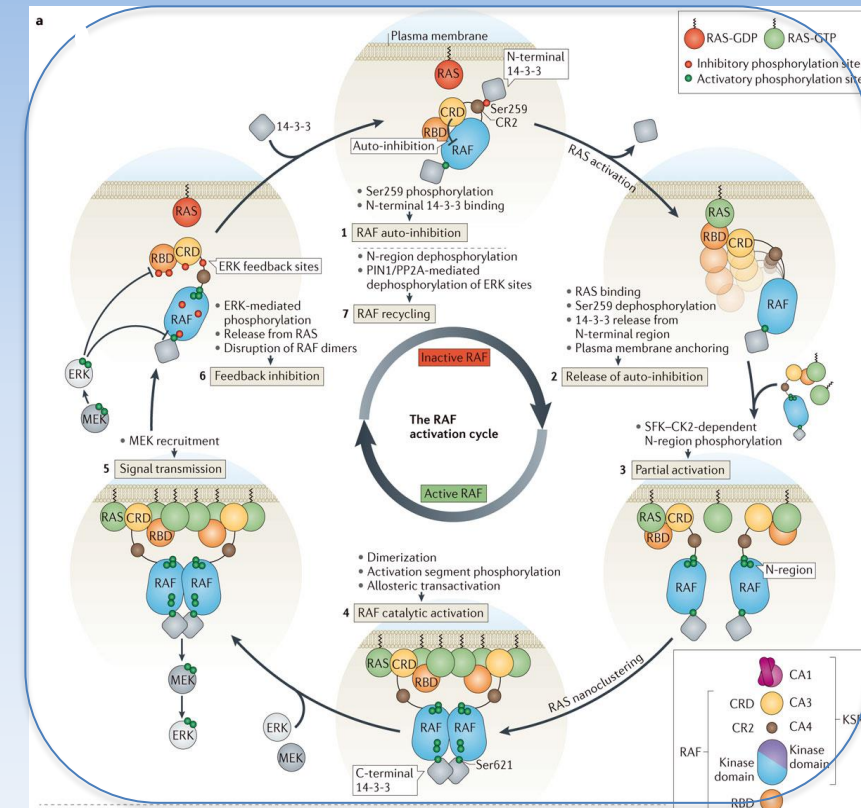 a
Plasma membrane
RAS-GDP
RAS-GTP
Inhibitory phosphorylation site
Activatory phosphorylation site
N-terminal
14-3-3
RAS
CRD
Ser259
CR2
RBD
RAF
Auto-inhibition
14-3-3
RAS activation
• Ser259 phosphorylation
• N-terminal 14-3-3 binding
1 RAF auto-inhibition
• N-region dephosphorylation
• PIN1/PP2A-mediated
dephosphorylation of ERK sites
7 RAF recycling
RAS
RBD
CRD
RAF
• RAS binding
• Ser259 dephosphorylation
• 14-3-3 release from
N-terminal region
• Plasma membrane anchoring
2 Release of auto-inhibition
RAS
RBD
CRD
ERK feedback sites
RAF
• ERK-mediated
phosphorylation
• Release from RAS
• Disruption of RAF dimers
6 Feedback inhibition
ERK
MEK
Inactive RAF
The RAF
activation cycle
Active RAF
• SFK–CK2-dependent
N-region phosphorylation
3 Partial activation
RAS
CRD
RBD
RAF
RAF
N-region
• MEK recruitment
5 Signal transmission
RAS
CRD
RBD
RAF
RAF
MEK
ERK
• Dimerization
• Activation segment phosphorylation
• Allosteric transactivation
4 RAF catalytic activation
RAS
CRD
RBD
RAF
RAF
Ser621
C-terminal
14-3-3
RAS nanoclustering
ERK
MEK
CA1
CRD
CA3
CR2
CA4
RAF
Kinase
domain
Kinase
domain
RBD